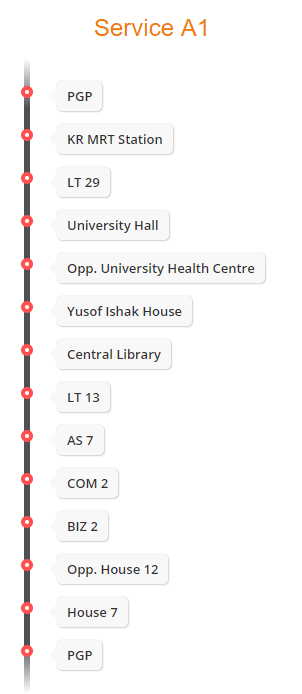 Service A1
PGP
KR MRT Station
LT 29
University Hall
Opp. University Health Centre
Yusof Ishak House
Central Library
LT 13
AS 7
COM 2
BIZ 2
Opp. House 12
House 7
PGP